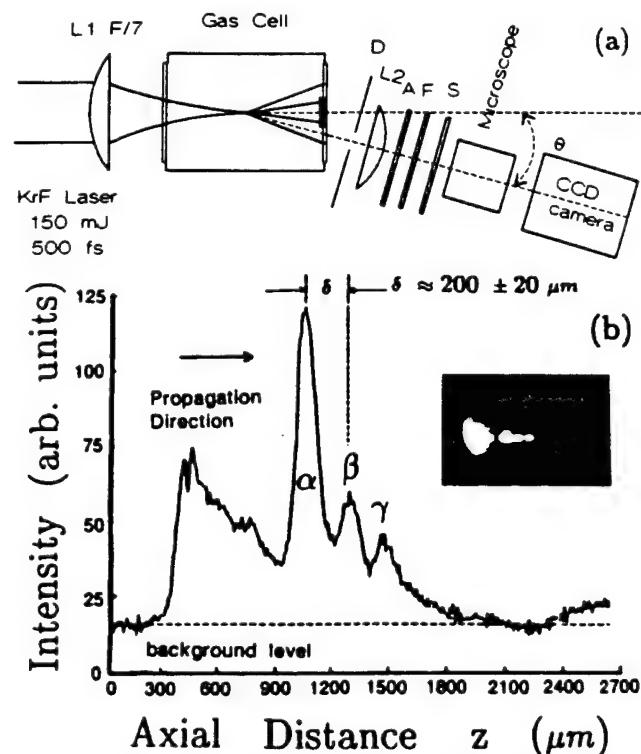 L1 F/7
Gas Cell
(a)
D
L2
A F S
Microscope
θ
CCD
camera
KrF Laser
150 mJ
500 fs
δ
δ ≈ 200 ± 20 μm
(b)
Intensity (arb. units)
125
100
75
50
25
0
Propagation
Direction
α
β
γ
background level
0 300 600 900 1200 1500 1800 2100 2400 2700
Axial Distance z (μm)